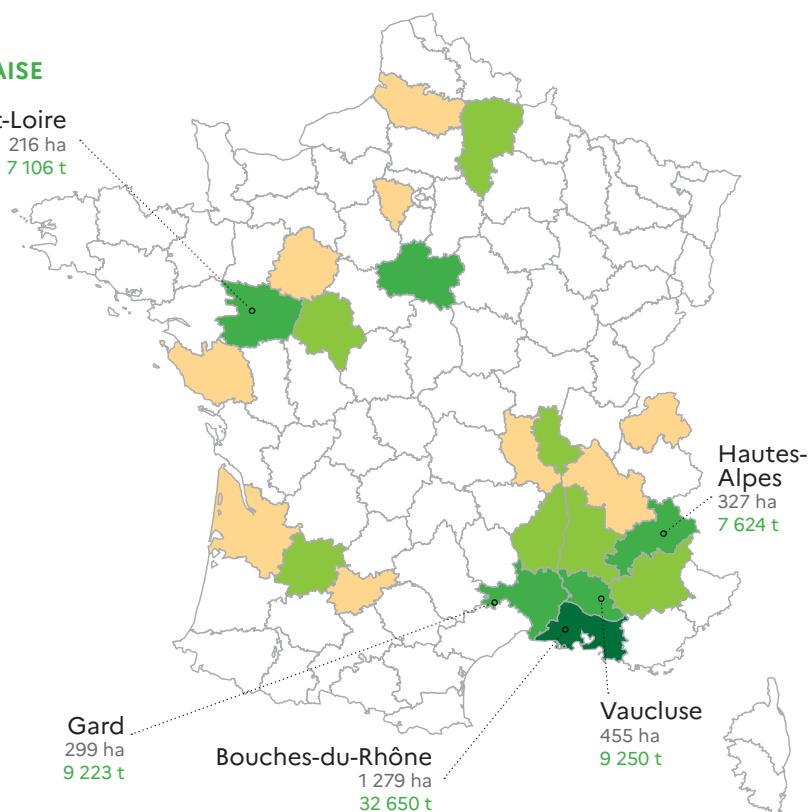 AISE
t-Loire
216 ha
7 106 t
Hautes-
Alpes
327 ha
7 624 t
Gard
299 ha
9 223 t
Bouches-du-Rhône
1 279 ha
32 650 t
Vaucluse
455 ha
9 250 t